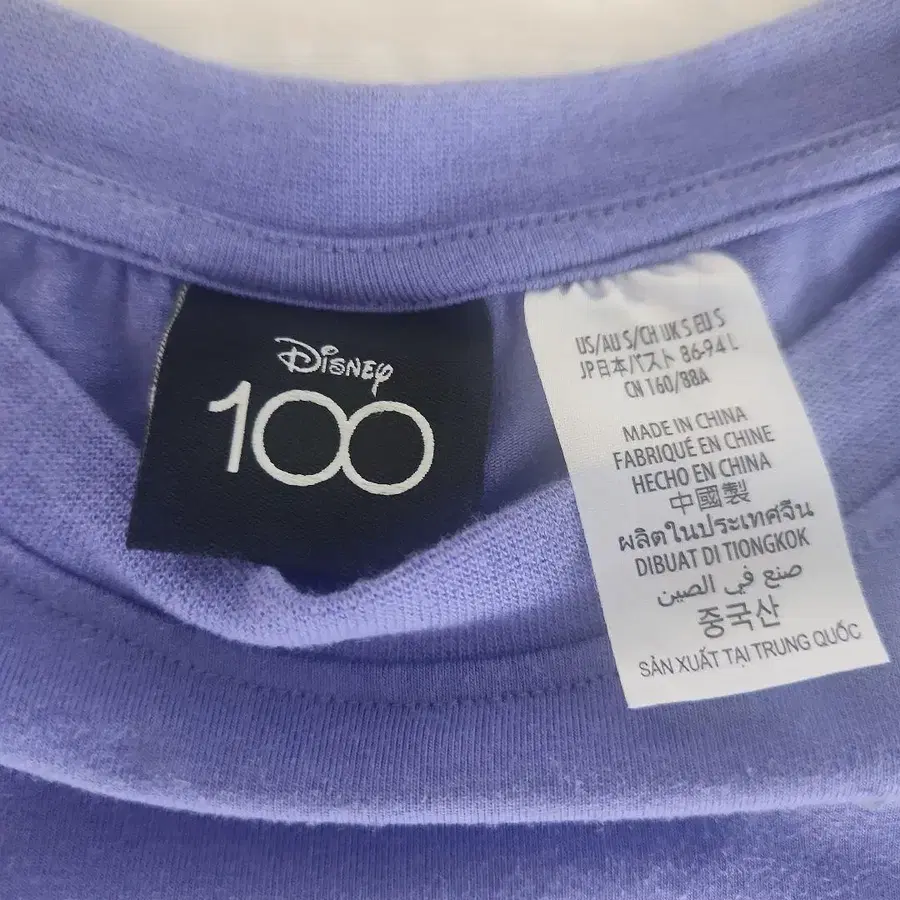 Disney
100
US/AU S/CH UK S EU S
JP日本バスト 86-94 L
CN 160/88A
MADE IN CHINA
FABRIQUÉ EN CHINE
HECHO EN CHINA
中國製
ผลิตในประเทศจีน
DIBUAT DI TIONGKOK
صنع في الصين
중국산
SẢN XUẤT TẠI TRUNG QUỐC